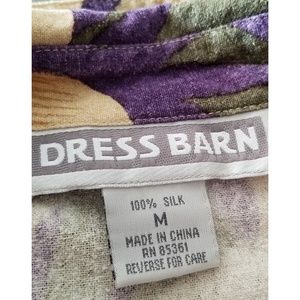 DRESS BARN
100% SILK
M
MADE IN CHINA
RN 85361
REVERSE FOR CARE